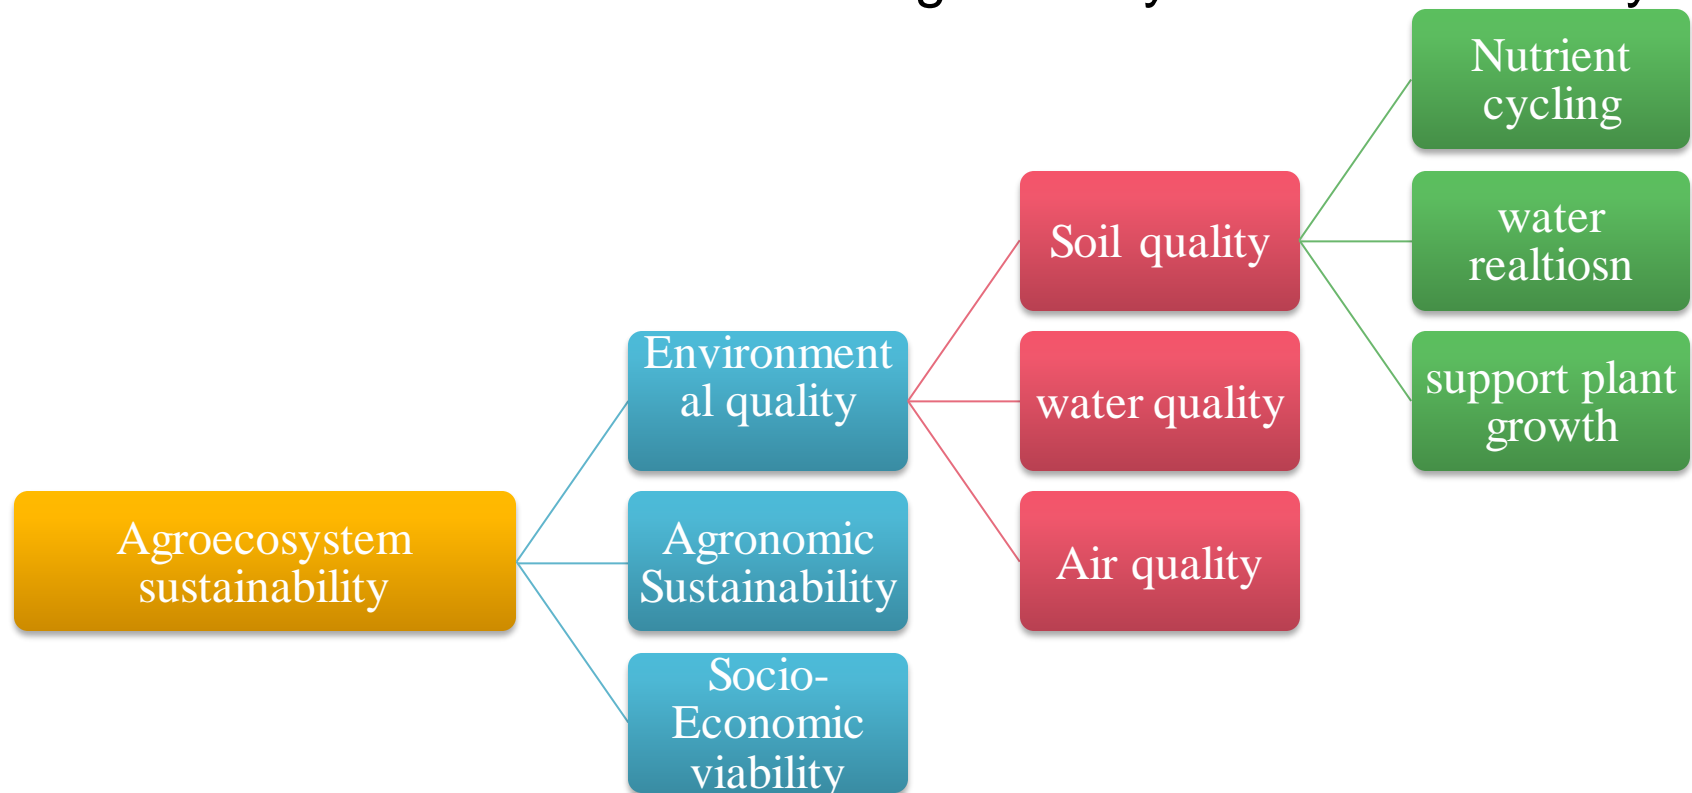 Nutrient
cycling
Soil quality
water
realtiosn
Environment
al quality
water quality
support plant
growth
Agroecosystem
sustainability
Agronomic
Sustainability
Air quality
Socio-
Economic
viability